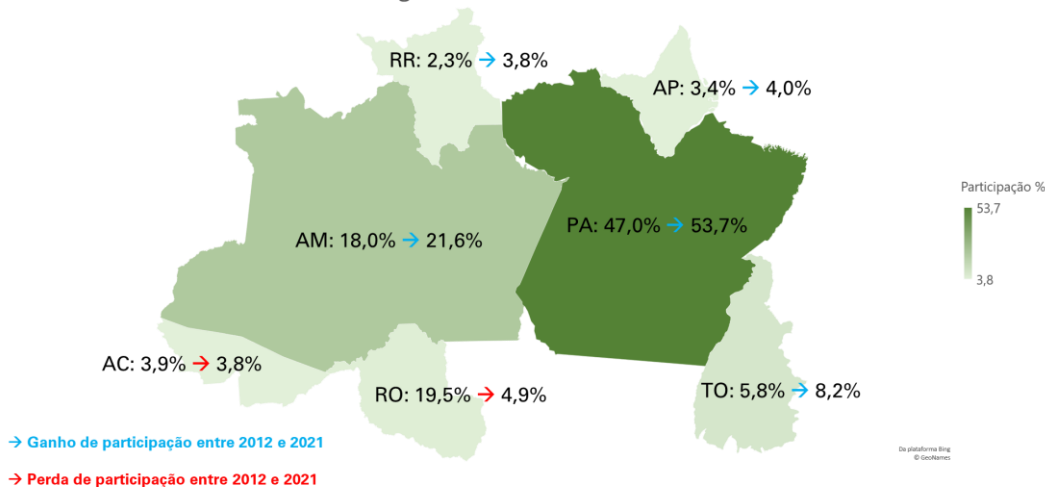 RR: 2,3% → 3,8%
AP: 3,4% → 4,0%
Participação %
53,7
3,8
PA: 47,0% → 53,7%
AM: 18,0% → 21,6%
AC: 3,9% → 3,8%
RO: 19,5% → 4,9%
TO: 5,8% → 8,2%
→ Ganho de participação entre 2012 e 2021
→ Perda de participação entre 2012 e 2021
Da plataforma Bing
© GeoNames